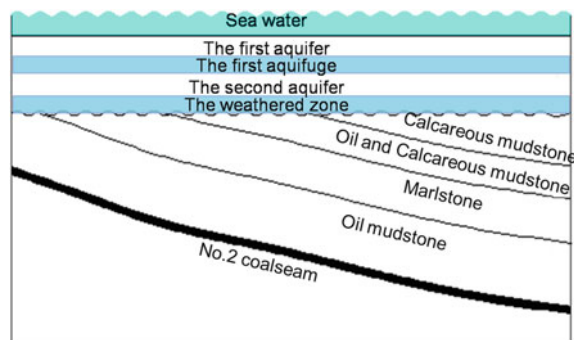 Sea water
The first aquifer
The first aquifuge
The second aquifer
The weathered zone
Calcareous mudstone
Oil and Calcareous mudstone
Marlstone
Oil mudstone
No.2 coalseam